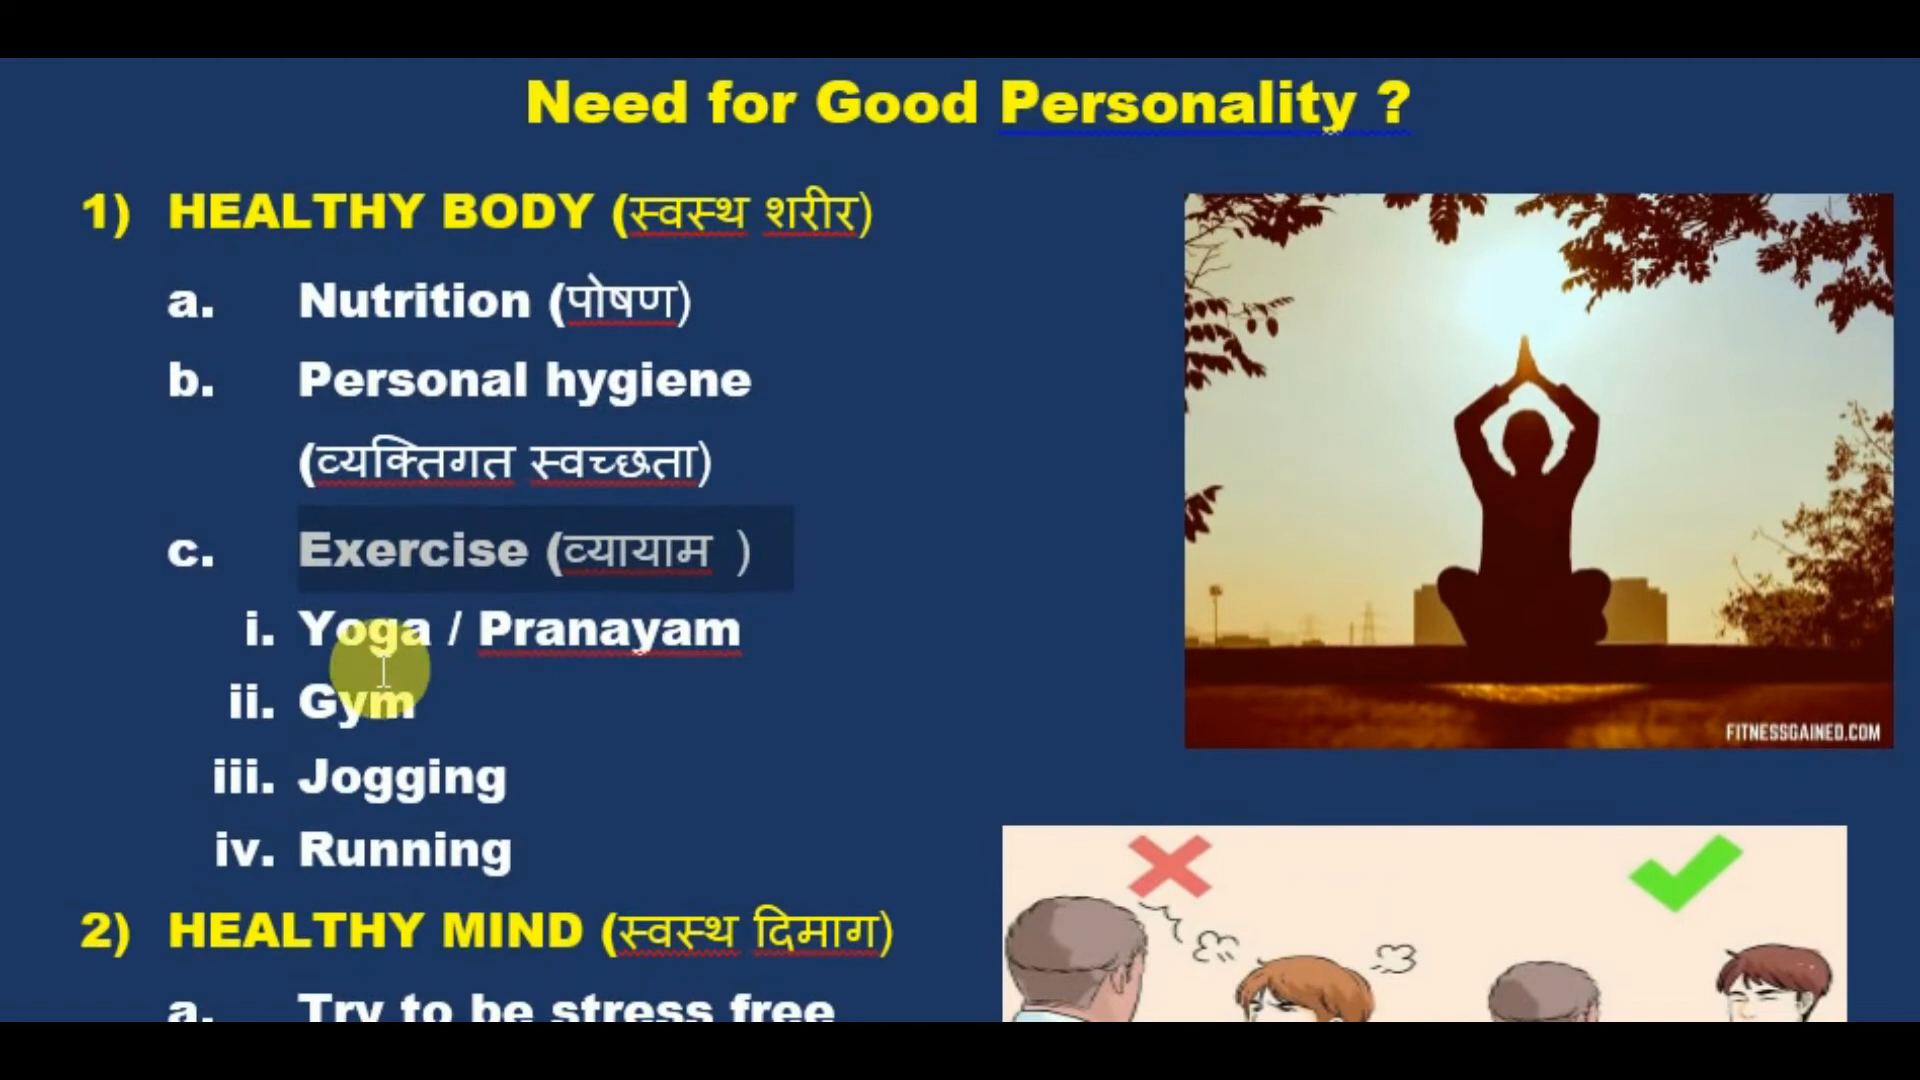 Need for Good Personality ?
1) HEALTHY BODY (स्वस्थ शरीर)
a. Nutrition (पोषण)
b. Personal hygiene
(व्यक्तिगत स्वच्छता)
c. Exercise (व्यायाम )
i. Yoga / Pranayam
ii. Gym
iii. Jogging
iv. Running
2) HEALTHY MIND (स्वस्थ दिमाग)
a. Try to be stress free
FITNESSGAINED.COM